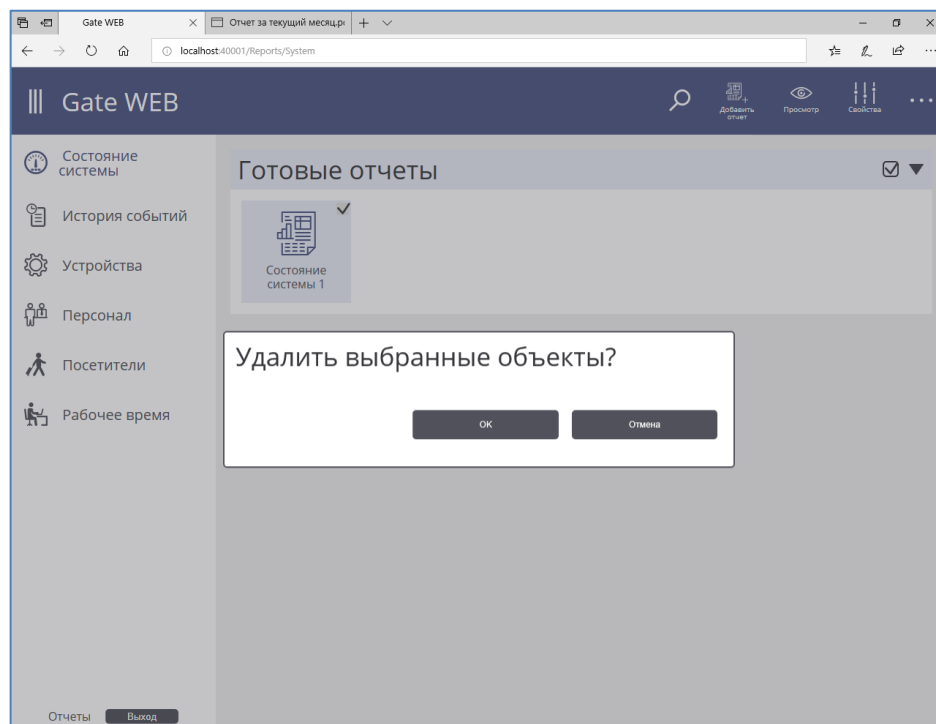 Gate WEB
Отчет за текущий месяц.p
localhost:40001/Reports/System
Gate WEB
Добавить
отчет
Просмотр
Свойства
Состояние
системы
История событий
Устройства
Персонал
Посетители
Рабочее время
Готовые отчеты
Состояние
системы 1
Удалить выбранные объекты?
ОК
Отмена
Отчеты
Выход